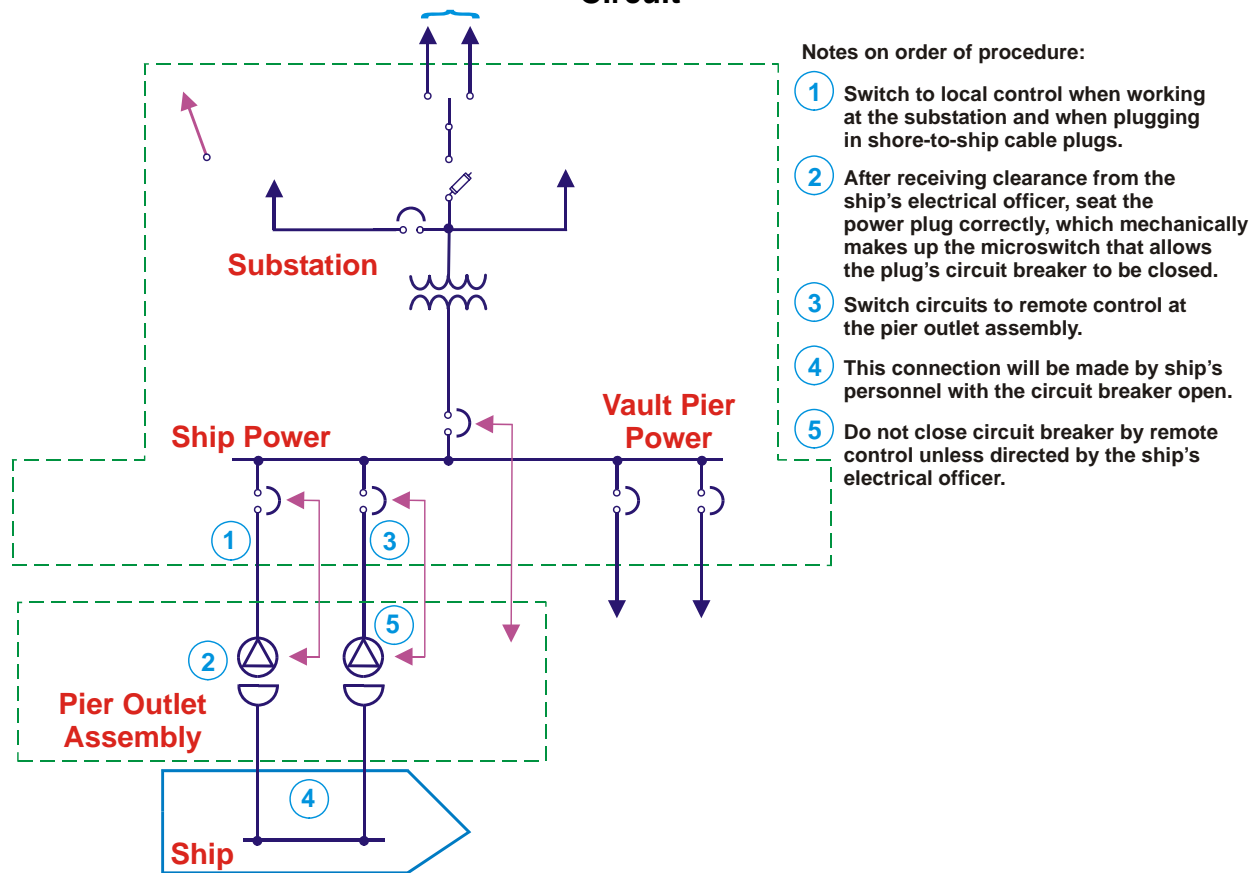 Circuit
Notes on order of procedure:
1 Switch to local control when working
at the substation and when plugging
in shore-to-ship cable plugs.
2 After receiving clearance from the
ship's electrical officer, seat the
power plug correctly, which mechanically
makes up the microswitch that allows
the plug's circuit breaker to be closed.
3 Switch circuits to remote control at
the pier outlet assembly.
4 This connection will be made by ship's
personnel with the circuit breaker open.
5 Do not close circuit breaker by remote
control unless directed by the ship's
electrical officer.
Substation
Ship Power
Vault Pier
Power
1
3
5
2
Pier Outlet
Assembly
4
Ship